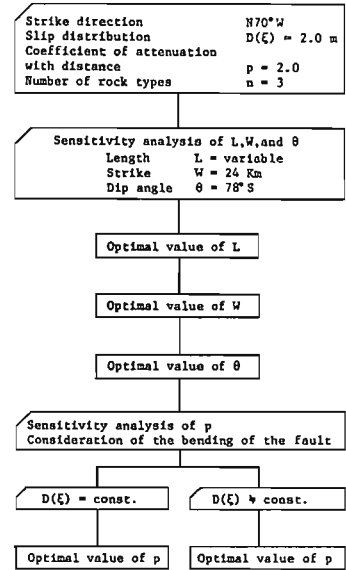 Strike direction N70°W
Slip distribution D(ξ) = 2.0 m
Coefficient of attenuation
with distance p = 2.0
Number of rock types n = 3
Sensitivity analysis of L,W,and θ
Length L = variable
Strike W = 24 Km
Dip angle θ = 78°S
Optimal value of L
Optimal value of W
Optimal value of θ
Sensitivity analysis of p
Consideration of the bending of the fault
D(ξ) = const. D(ξ) ≠ const.
Optimal value of p Optimal value of p